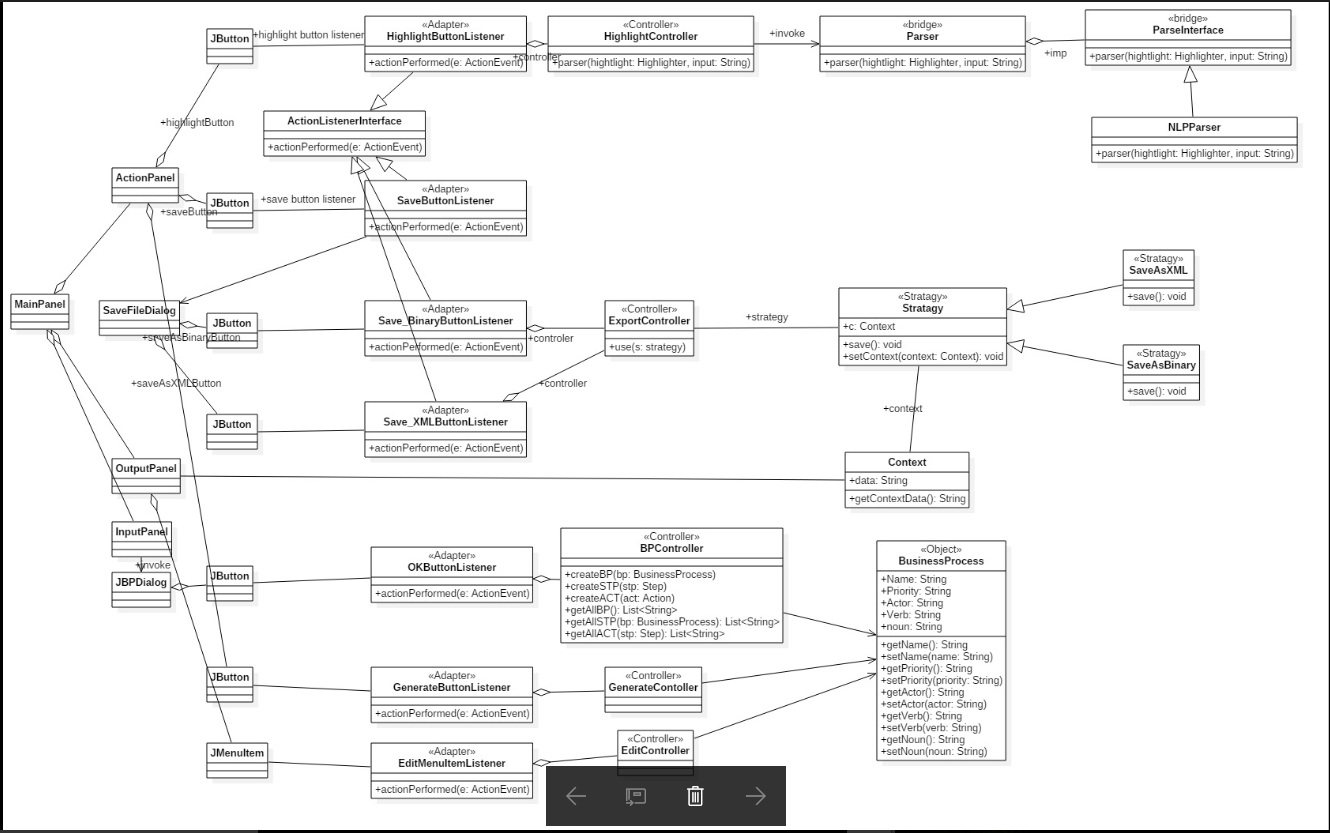 JButton
+highlight button listener
«Adapter»
HighlightButtonListener
+actionPerformed(e: ActionEvent)
+controller
«Controller»
HighlightController
+parser(hightlight: Highlighter, input: String)
+invoke
«bridge»
Parser
+parser(hightlight: Highlighter, input: String)
+imp
«bridge»
ParseInterface
+parser(hightlight: Highlighter, input: String)
NLPParser
+parser(hightlight: Highlighter, input: String)
ActionListenerInterface
+actionPerformed(e: ActionEvent)
+highlightButton
ActionPanel
+saveButton
JButton
+save button listener
«Adapter»
SaveButtonListener
+actionPerformed(e: ActionEvent)
MainPanel
SaveFileDialog
+saveAsBinaryButton
JButton
«Adapter»
Save_BinaryButtonListener
+actionPerformed(e: ActionEvent)
+controler
«Controller»
ExportController
+use(s: strategy)
+strategy
«Stratagy»
Stratagy
+c: Context
+save(): void
+setContext(context: Context): void
«Stratagy»
SaveAsXML
+save(): void
«Stratagy»
SaveAsBinary
+save(): void
+saveAsXMLButton
JButton
«Adapter»
Save_XMLButtonListener
+actionPerformed(e: ActionEvent)
+controller
+context
Context
+data: String
+getContextData(): String
OutputPanel
InputPanel
+invoke
JBPDialog
JButton
«Adapter»
OKButtonListener
+actionPerformed(e: ActionEvent)
«Controller»
BPController
+createBP(bp: BusinessProcess)
+createSTP(stp: Step)
+createACT(act: Action)
+getAllBP(): List<String>
+getAllSTP(bp: BusinessProcess): List<String>
+getAllACT(stp: Step): List<String>
«Object»
BusinessProcess
+Name: String
+Priority: String
+Actor: String
+Verb: String
+noun: String
+getName(): String
+setName(name: String)
+getPriority(): String
+setPriority(priority: String)
+getActor(): String
+setActor(actor: String)
+getVerb(): String
+setVerb(verb: String)
+getNoun(): String
+setNoun(noun: String)
JButton
«Adapter»
GenerateButtonListener
+actionPerformed(e: ActionEvent)
«Controller»
GenerateContoller
JMenuItem
«Adapter»
EditMenuItemListener
+actionPerformed(e: ActionEvent)
«Controller»
EditController